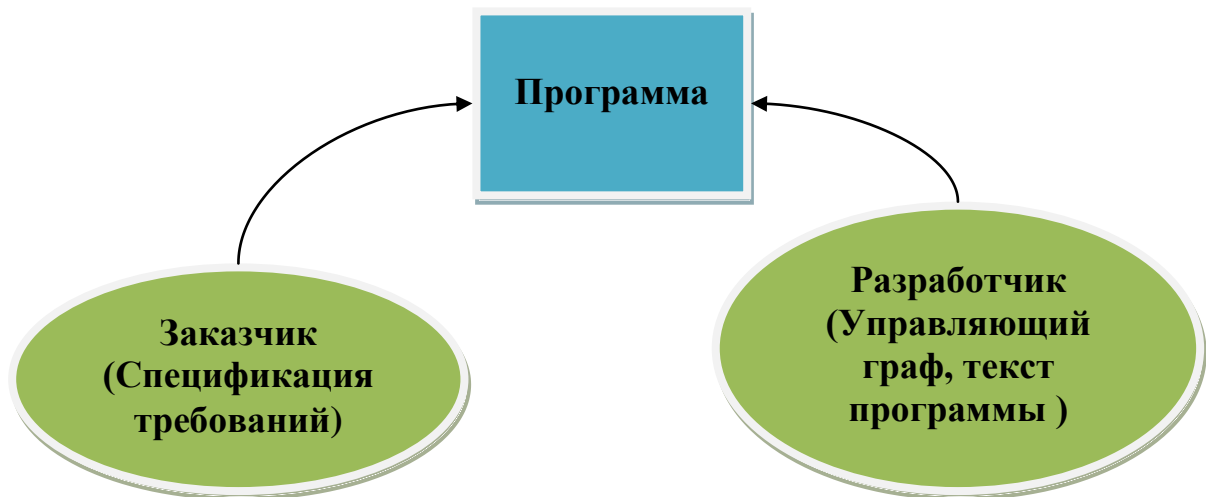 Программа
Заказчик
(Спецификация
требований)
Разработчик
(Управляющий
граф, текст
программы )